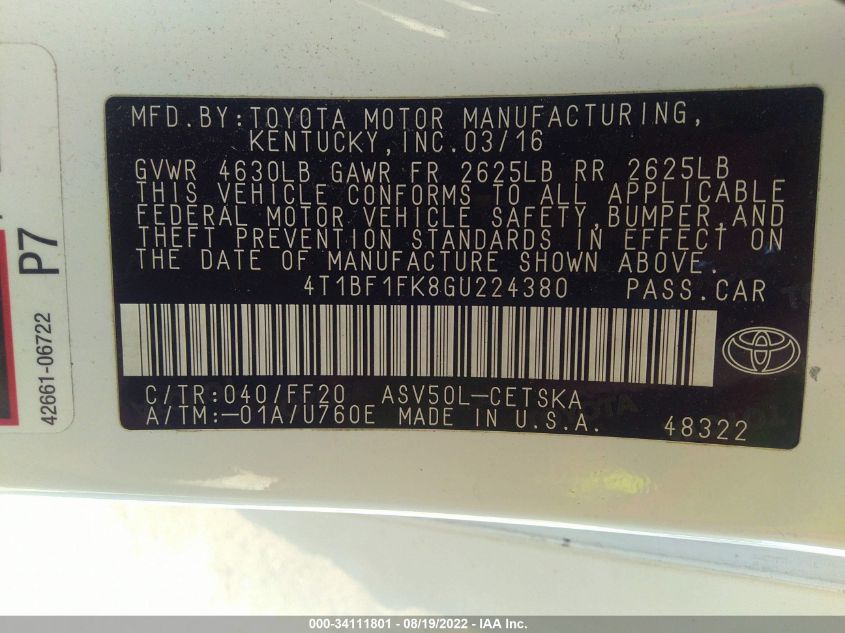 MFD.BY:TOYOTA MOTOR MANUFACTURING,
KENTUCKY,INC.03/16
GVWR 4630LB GAWR FR 2625LB RR 2625LB
THIS VEHICLE CONFORMS TO ALL APPLICABLE
FEDERAL MOTOR VEHICLE SAFETY,BUMPER,AND
THEFT PREVENTION STANDARDS IN EFFECT ON
THE DATE OF MANUFACTURE SHOWN ABOVE.
4T1BF1FK8GU224380 PASS.CAR
C/TR:040/FF20 ASV50L-CETSKA
A/TM:-01A/U760E MADE IN U.S.A. 48322
42661-06722
P7
000-34111801 - 08/19/2022 - IAA Inc.